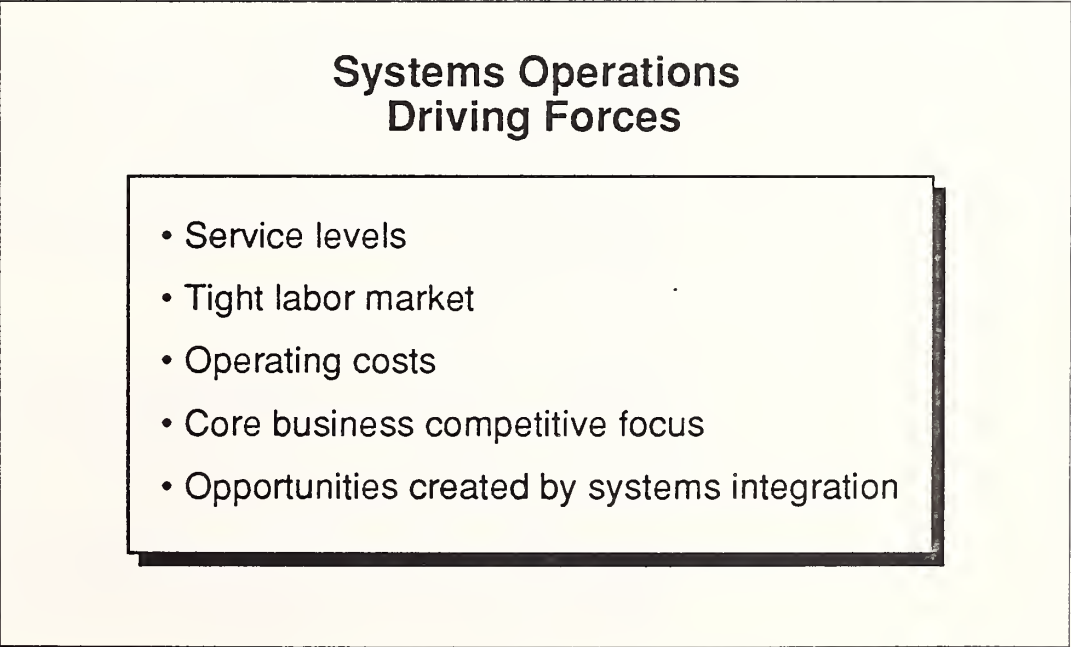 Systems Operations
Driving Forces
• Service levels
• Tight labor market
• Operating costs
• Core business competitive focus
• Opportunities created by systems integration